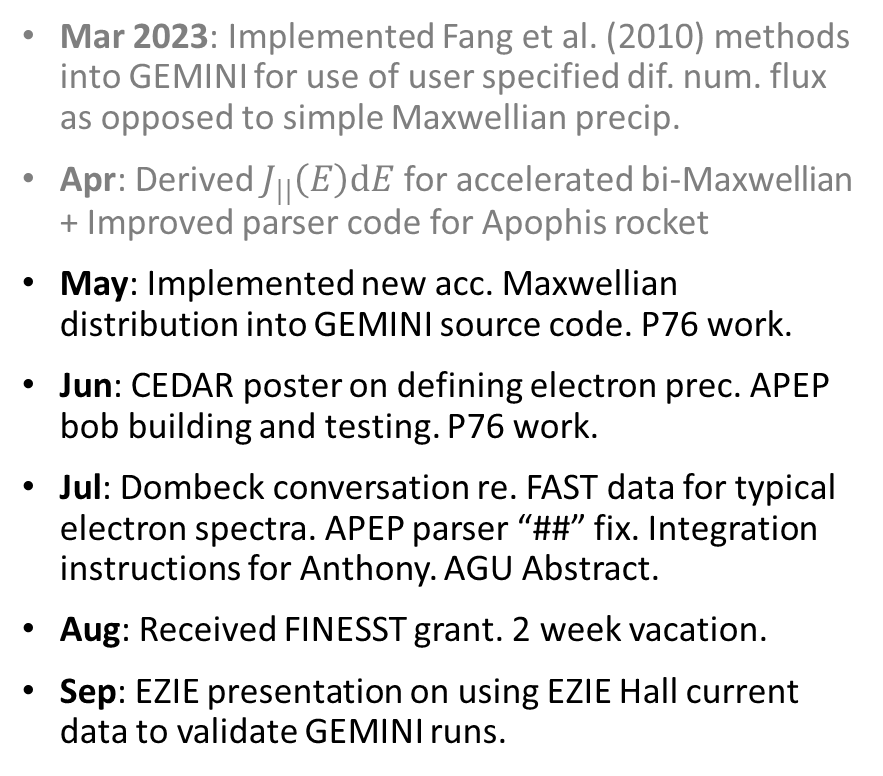 • Mar 2023: Implemented Fang et al. (2010) methods
into GEMINI for use of user specified dif. num. flux
as opposed to simple Maxwellian precip.
• Apr: Derived J||(E)dE for accelerated bi-Maxwellian
+ Improved parser code for Apophis rocket
• May: Implemented new acc. Maxwellian
distribution into GEMINI source code. P76 work.
• Jun: CEDAR poster on defining electron prec. APEP
bob building and testing. P76 work.
• Jul: Dombeck conversation re. FAST data for typical
electron spectra. APEP parser “##” fix. Integration
instructions for Anthony. AGU Abstract.
• Aug: Received FINESST grant. 2 week vacation.
• Sep: EZIE presentation on using EZIE Hall current
data to validate GEMINI runs.